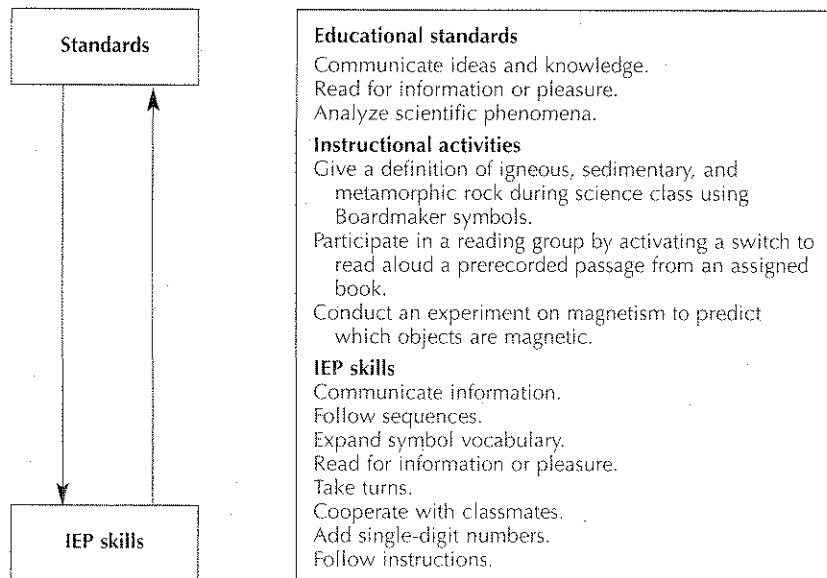 Standards
IEP skills
Educational standards
Communicate ideas and knowledge.
Read for information or pleasure.
Analyze scientific phenomena.
Instructional activities
Give a definition of igneous, sedimentary, and
metamorphic rock during science class using
Boardmaker symbols.
Participate in a reading group by activating a switch to
read aloud a prerecorded passage from an assigned
book.
Conduct an experiment on magnetism to predict
which objects are magnetic.
IEP skills
Communicate information.
Follow sequences.
Expand symbol vocabulary.
Read for information or pleasure.
Take turns.
Cooperate with classmates.
Add single-digit numbers.
Follow instructions.